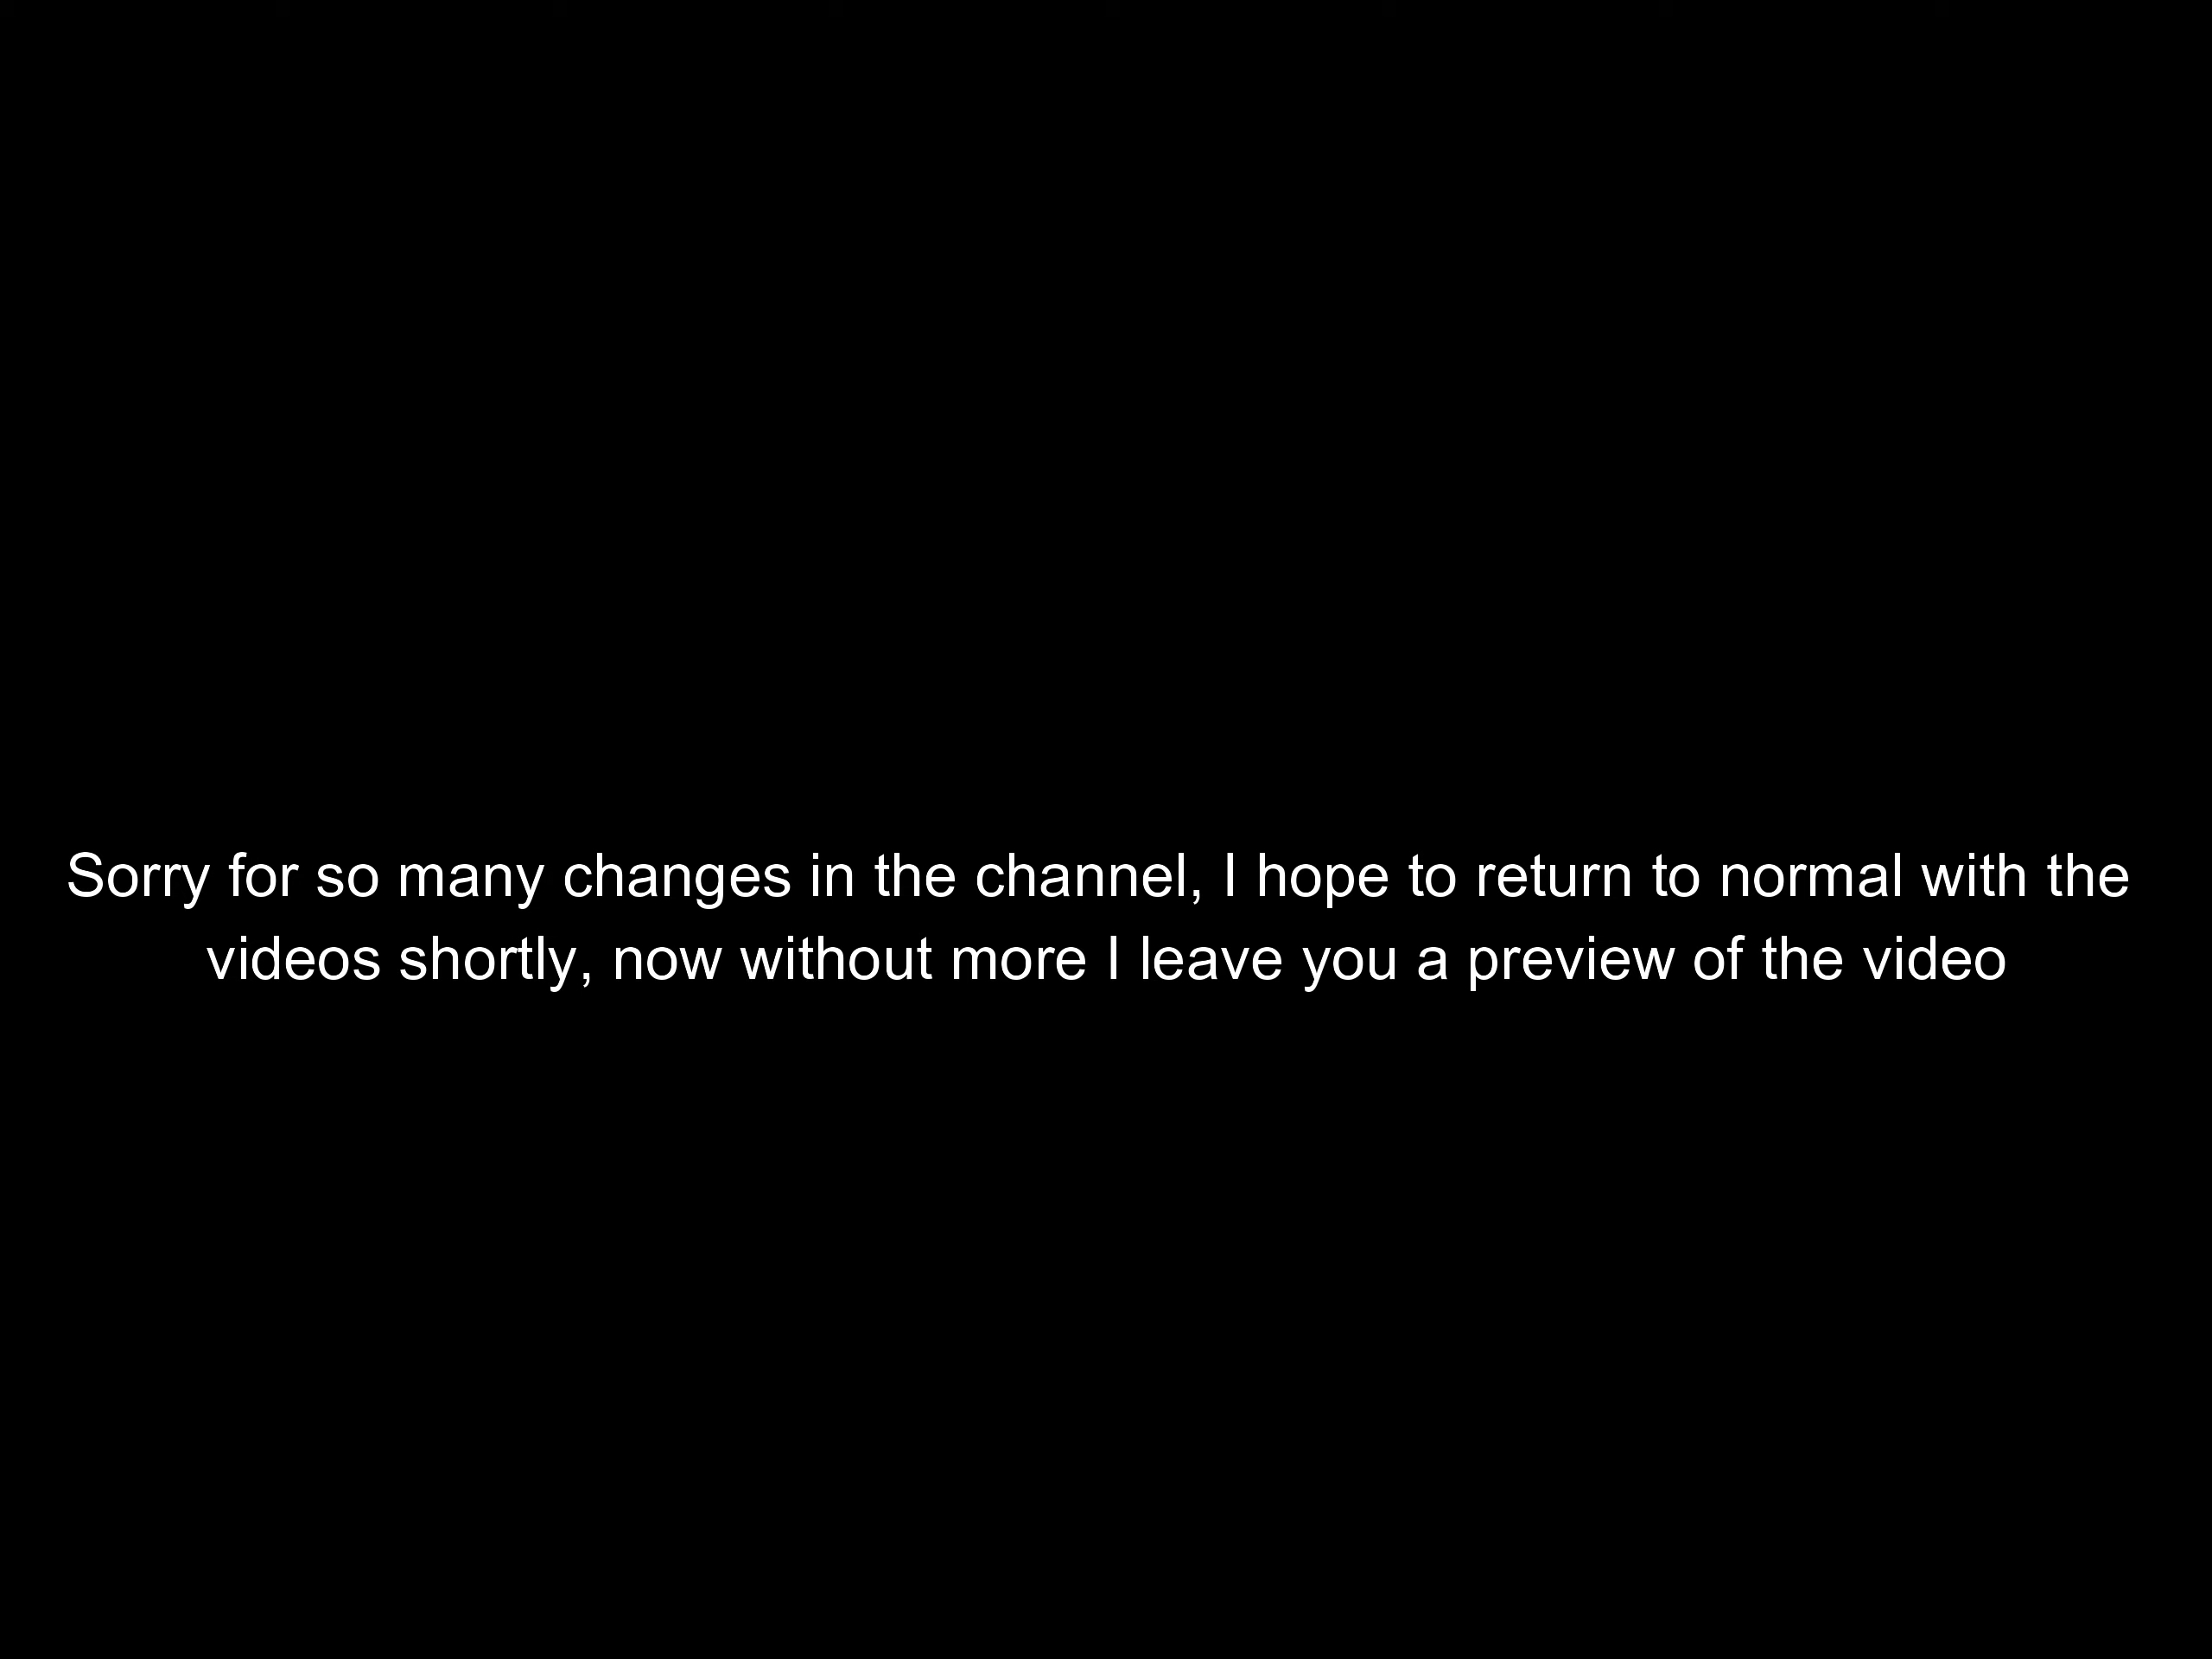 Sorry for so many changes in the channel, I hope to return to normal with the
videos shortly, now without more I leave you a preview of the video